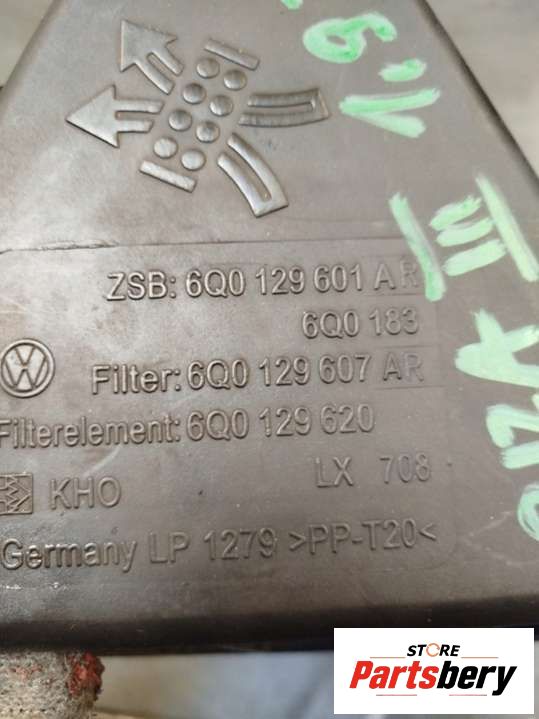 ZSB: 6Q0 129 601 AR
6Q0 183
Filter: 6Q0 129 607 AR
Filterelement: 6Q0 129 620
KHO
LX 708
Germany LP 1279 >PP-T20<
STORE
Partsbery